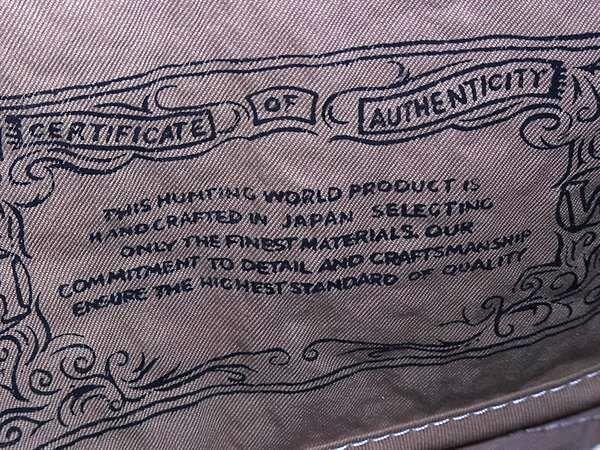 CERTIFICATE OF AUTHENTICITY
THIS HUNTING WORLD PRODUCT IS
HANDCRAFTED IN JAPAN SELECTING
ONLY THE FINEST MATERIALS. OUR
COMMITMENT TO DETAIL AND CRAFTSMANSHIP
ENSURE THE HIGHEST STANDARD OF QUALITY